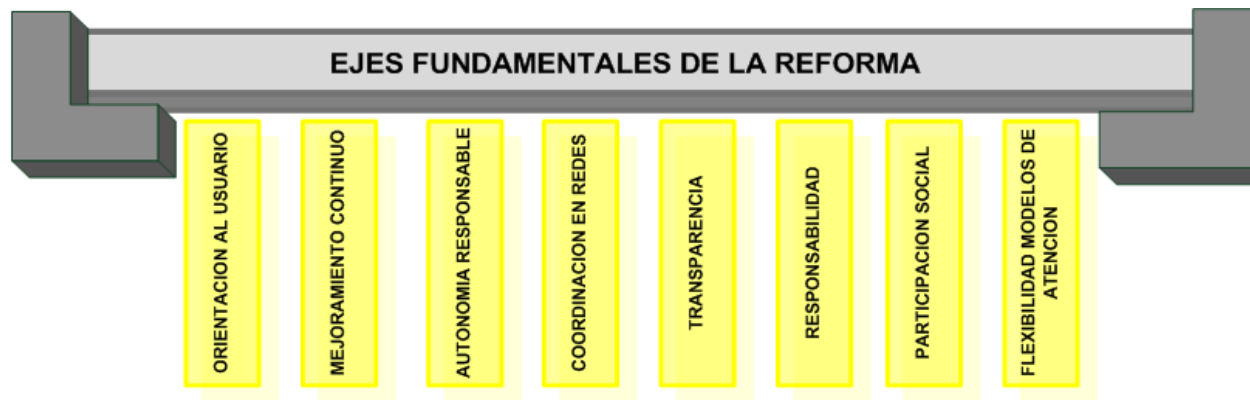 EJES FUNDAMENTALES DE LA REFORMA
ORIENTACION AL USUARIO
MEJORAMIENTO CONTINUO
AUTONOMIA RESPONSABLE
COORDINACION EN REDES
TRANSPARENCIA
RESPONSABILIDAD
PARTICIPACION SOCIAL
FLEXIBILIDAD MODELOS DE
ATENCION